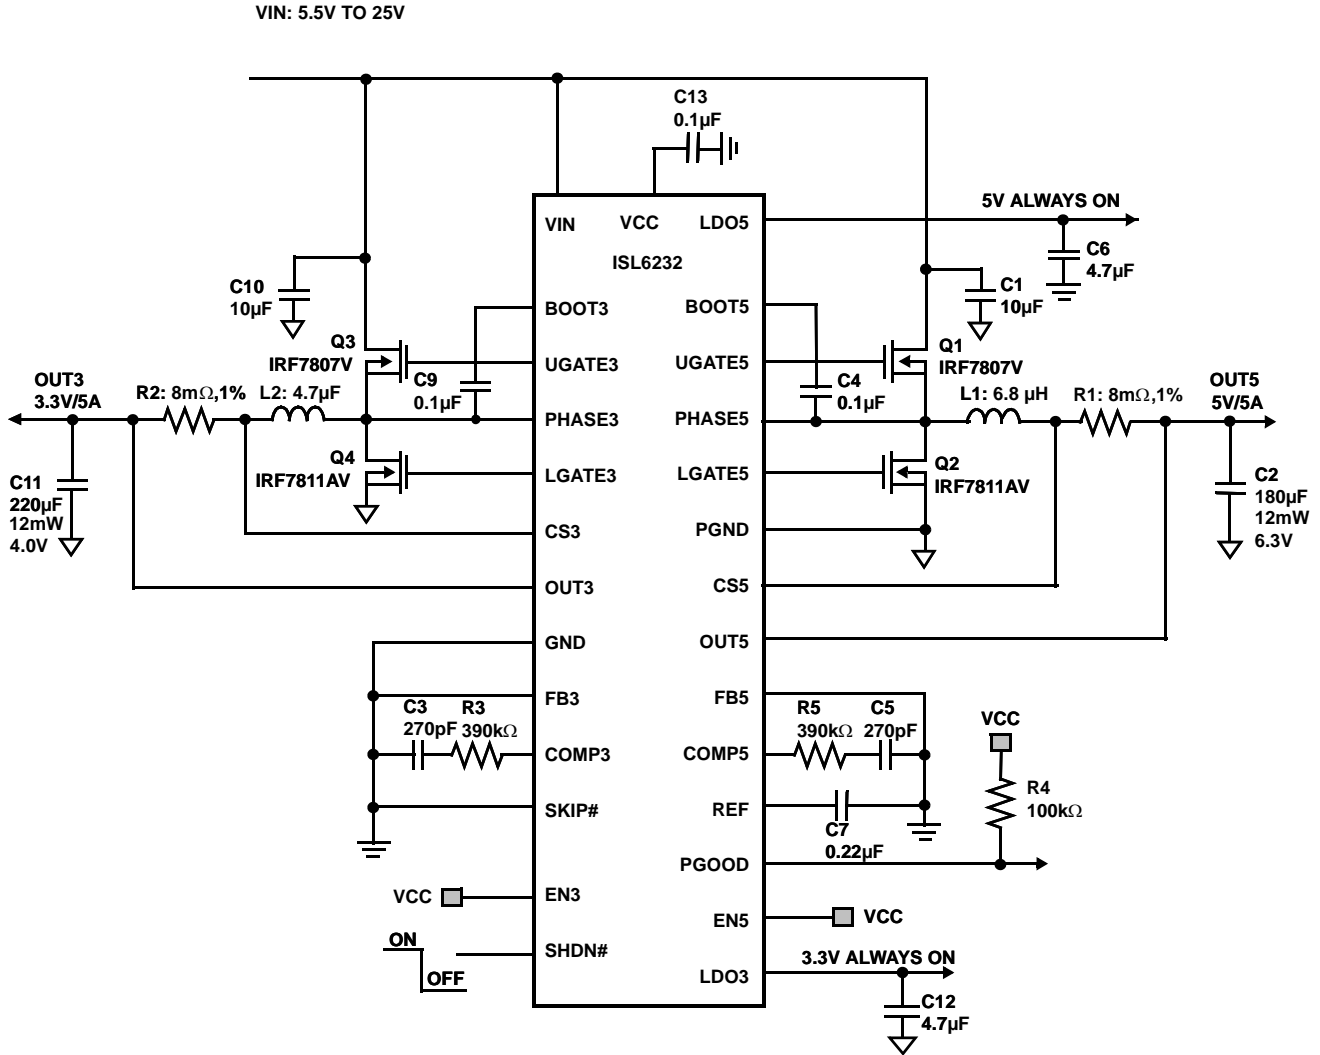 VIN: 5.5V TO 25V
C13
0.1µF
5V ALWAYS ON
C6
4.7µF
VIN
VCC
LDO5
ISL6232
C10
10µF
C1
10µF
BOOT3
BOOT5
Q3
IRF7807V
UGATE3
UGATE5
Q1
IRF7807V
C9
0.1µF
C4
0.1µF
OUT3
3.3V/5A
R2: 8mΩ,1%
L2: 4.7µF
PHASE3
PHASE5
L1: 6.8 µH
R1: 8mΩ,1%
OUT5
5V/5A
Q4
IRF7811AV
LGATE3
LGATE5
Q2
IRF7811AV
C11
220µF
12mW
4.0V
C2
180µF
12mW
6.3V
CS3
PGND
OUT3
CS5
GND
OUT5
FB3
FB5
C3
270pF
R3
390kΩ
COMP3
COMP5
R5
390kΩ
C5
270pF
VCC
R4
100kΩ
SKIP#
REF
C7
0.22µF
PGOOD
VCC
EN3
EN5
VCC
ON
OFF
SHDN#
3.3V ALWAYS ON
LDO3
C12
4.7µF